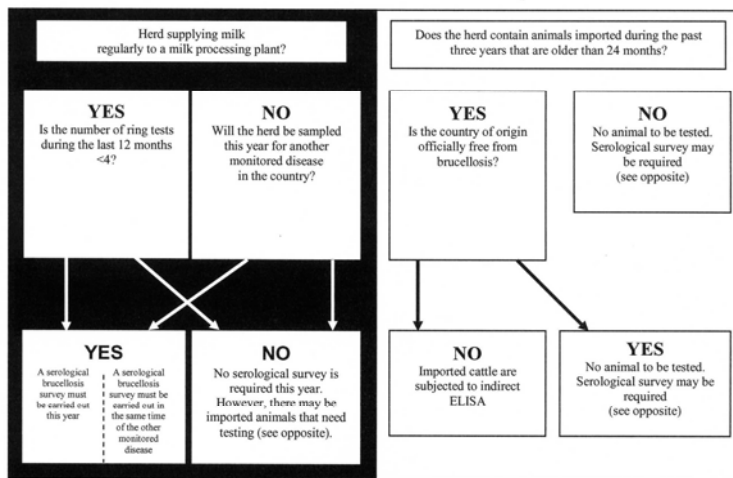 Herd supplying milk
regularly to a milk processing plant?
Does the herd contain animals imported during the past
three years that are older than 24 months?
YES
Is the number of ring tests
during the last 12 months
<4?
NO
Will the herd be sampled
this year for another
monitored disease
in the country?
YES
Is the country of origin
officially free from
brucellosis?
NO
No animal to be tested.
Serological survey may
be required
(see opposite)
YES
A serological
brucellosis
survey must
be carried out
this year
A serological
brucellosis
survey must be
carried out in
the same time
of the other
monitored
disease
NO
No serological survey is
required this year.
However, there may be
imported animals that need
testing (see opposite).
NO
Imported cattle are
subjected to indirect
ELISA
YES
No animal to be tested.
Serological survey may be
required
(see opposite)